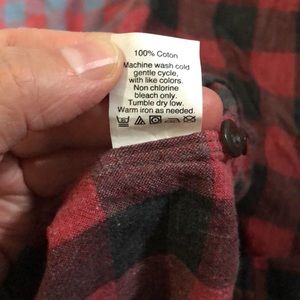 100% Coton
Machine wash cold
gentle cycle,
with like colors.
Non chlorine
bleach only.
Tumble dry low.
Warm iron as needed.